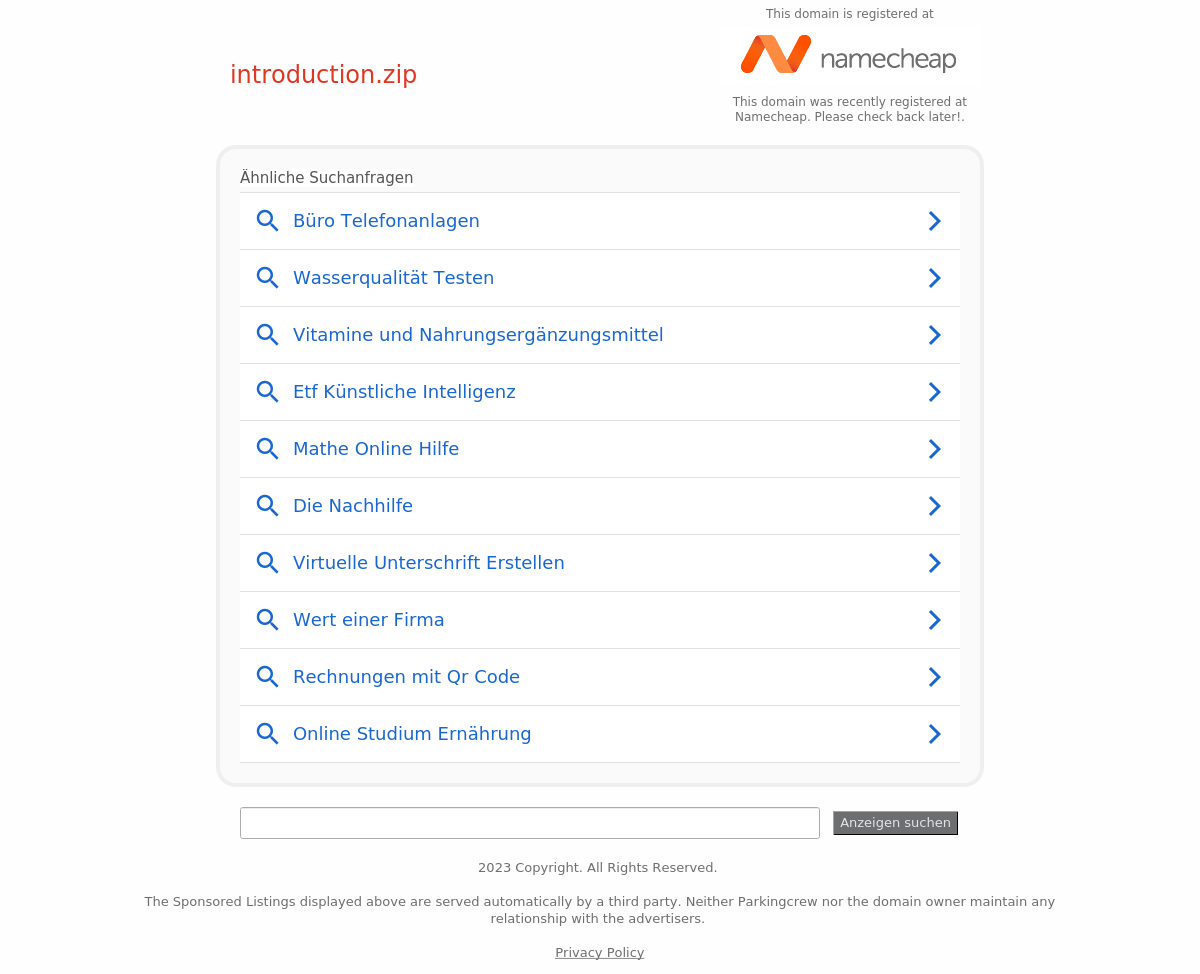 This domain is registered at
namecheap
introduction.zip
This domain was recently registered at
Namecheap. Please check back later!.
Ähnliche Suchanfragen
Büro Telefonanlagen
Wasserqualität Testen
Vitamine und Nahrungsergänzungsmittel
Etf Künstliche Intelligenz
Mathe Online Hilfe
Die Nachhilfe
Virtuelle Unterschrift Erstellen
Wert einer Firma
Rechnungen mit Qr Code
Online Studium Ernährung
Anzeigen suchen
2023 Copyright. All Rights Reserved.
The Sponsored Listings displayed above are served automatically by a third party. Neither Parkingcrew nor the domain owner maintain any
relationship with the advertisers.
Privacy Policy